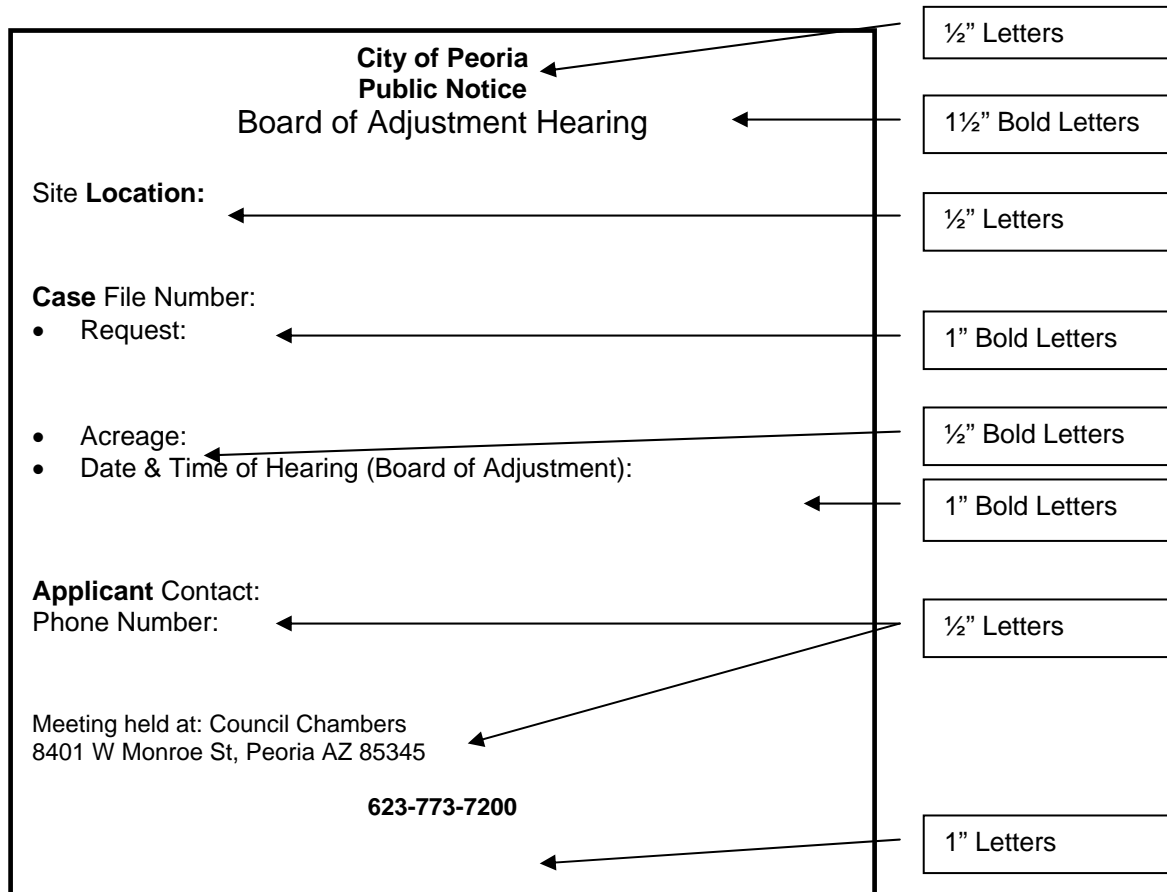 ½” Letters
City of Peoria
Public Notice
Board of Adjustment Hearing
1½” Bold Letters
Site Location:
½” Letters
Case File Number:
• Request:
1” Bold Letters
• Acreage:
½” Bold Letters
• Date & Time of Hearing (Board of Adjustment):
1” Bold Letters
Applicant Contact:
Phone Number:
½” Letters
Meeting held at: Council Chambers
8401 W Monroe St, Peoria AZ 85345
623-773-7200
1” Letters